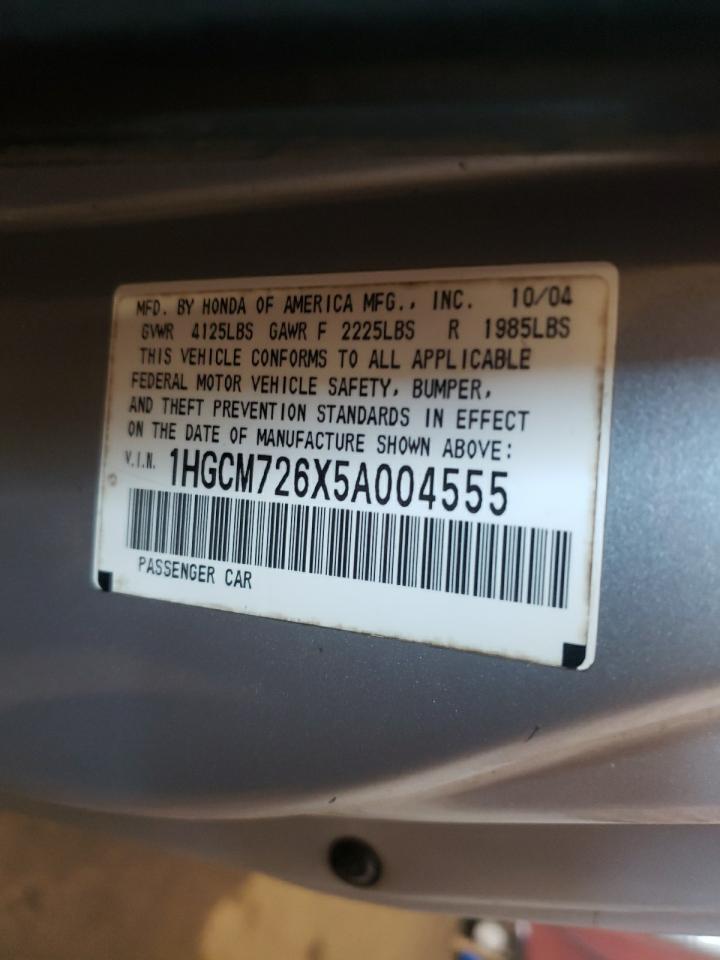 MFD. BY HONDA OF AMERICA MFG., INC. 10/04
GVWR 4125LBS GAWR F 2225LBS R 1985LBS
THIS VEHICLE CONFORMS TO ALL APPLICABLE
FEDERAL MOTOR VEHICLE SAFETY, BUMPER,
AND THEFT PREVENTION STANDARDS IN EFFECT
ON THE DATE OF MANUFACTURE SHOWN ABOVE:
V.I.N. 1HGCM726X5A004555
PASSENGER CAR